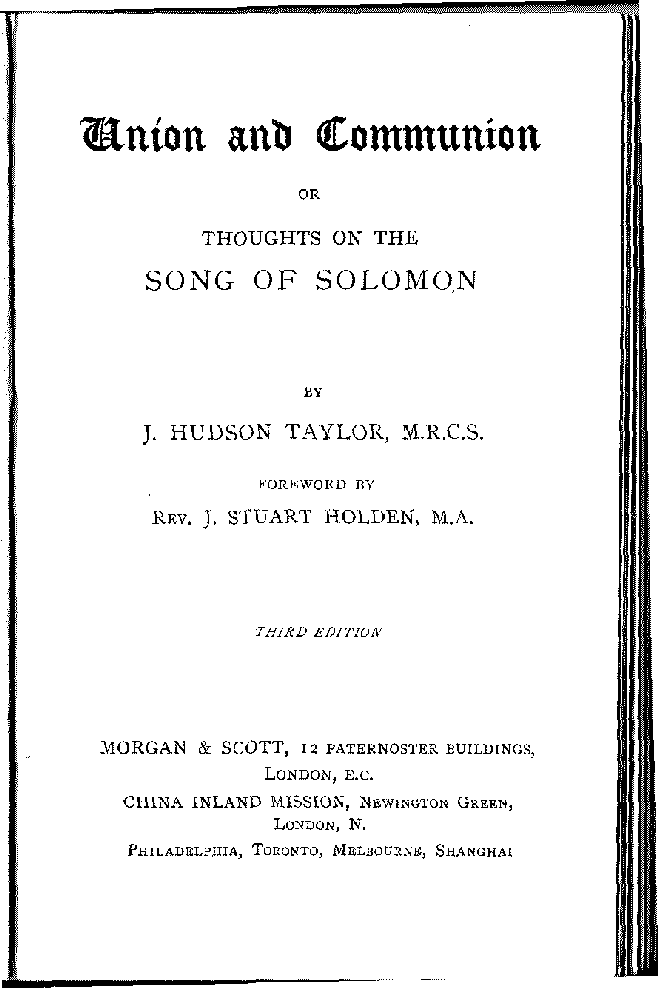 Union and Communion
OR
THOUGHTS ON THE
SONG OF SOLOMON
BY
J. HUDSON TAYLOR, M.R.C.S.
FOREWORD BY
REV. J. STUART HOLDEN, M.A.
THIRD EDITION
MORGAN & SCOTT, 12 PATERNOSTER BUILDINGS,
LONDON, E.C.
CHINA INLAND MISSION, NEWINGTON GREEN,
LONDON, N.
PHILADELPHIA, TORONTO, MELBOURNE, SHANGHAI